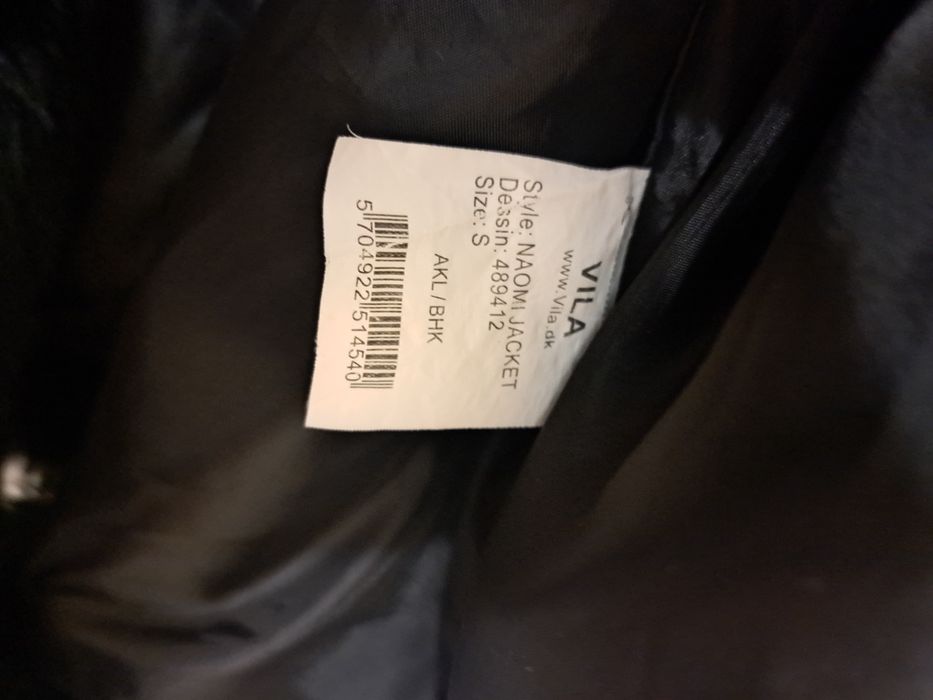 VILA
www.Vila.dk
Style: NAOMI JACKET
Dessin: 489412
Size: S
AKL/BHK
5 704922 514540